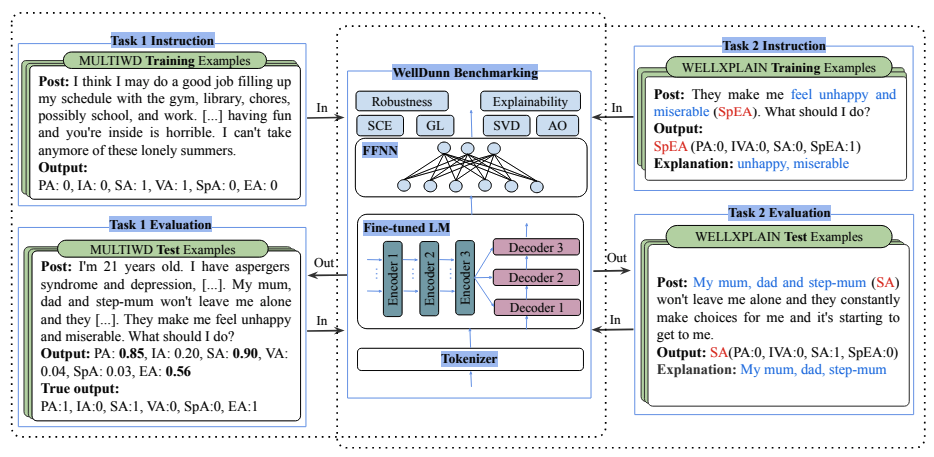 Task 1 Instruction
MULTIWD Training Examples
Post: I think I may do a good job filling up
my schedule with the gym, library, chores,
possibly school, and work. [...] having fun
and you're inside is horrible. I can't take
anymore of these lonely summers.
Output:
PA: 0, IA: 0, SA: 1, VA: 1, SpA: 0, EA: 0
In
Task 1 Evaluation
MULTIWD Test Examples
Post: I'm 21 years old. I have aspergers
syndrome and depression, [...]. My mum,
dad and step-mum won't leave me alone
and they [...]. They make me feel unhappy
and miserable. What should I do?
Output: PA: 0.85, IA: 0.20, SA: 0.90, VA:
0.04, SpA: 0.03, EA: 0.56
True output:
PA:1, IA:0, SA:1, VA:0, SpA:0, EA:1
Out
In
WellDunn Benchmarking
Robustness
Explainability
SCE
GL
SVD
AO
FFNN
Fine-tuned LM
Encoder 1
Encoder 2
Encoder 3
Decoder 3
Decoder 2
Decoder 1
Tokenizer
In
Out
In
Task 2 Instruction
WELLXPLAIN Training Examples
Post: They make me feel unhappy and
miserable (SpEA). What should I do?
Output:
SpEA (PA:0, IVA:0, SA:0, SpEA:1)
Explanation: unhappy, miserable
Task 2 Evaluation
WELLXPLAIN Test Examples
Post: My mum, dad and step-mum (SA)
won't leave me alone and they constantly
make choices for me and it's starting to
get to me.
Output: SA(PA:0, IVA:0, SA:1, SpEA:0)
Explanation: My mum, dad, step-mum